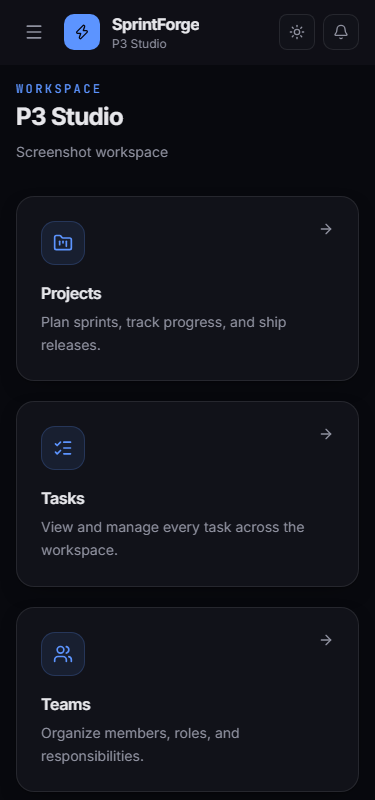 SprintForge
P3 Studio
WORKSPACE
P3 Studio
Screenshot workspace
Projects
Plan sprints, track progress, and ship
releases.
Tasks
View and manage every task across the
workspace.
Teams
Organize members, roles, and
responsibilities.